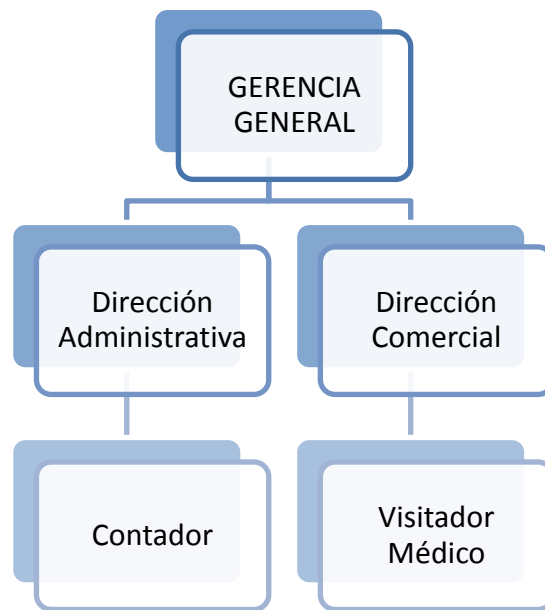 GERENCIA
GENERAL
Dirección
Administrativa
Dirección
Comercial
Contador
Visitador
Médico